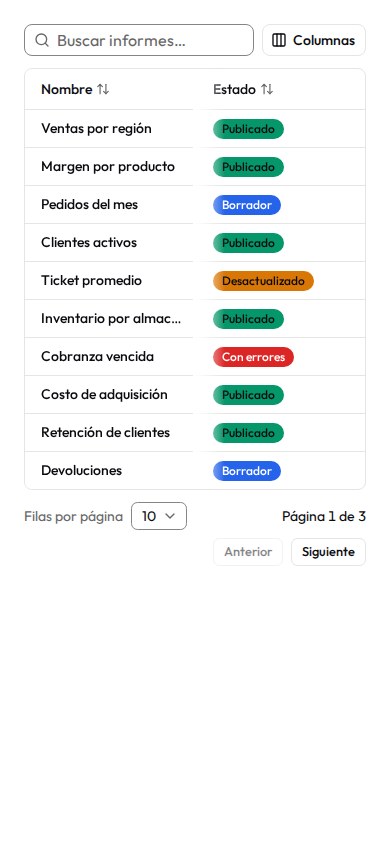 Buscar informes...
Columnas
Nombre Estado
Ventas por región Publicado
Margen por producto Publicado
Pedidos del mes Borrador
Clientes activos Publicado
Ticket promedio Desactualizado
Inventario por almac... Publicado
Cobranza vencida Con errores
Costo de adquisición Publicado
Retención de clientes Publicado
Devoluciones Borrador
Filas por página 10 Página 1 de 3
Anterior Siguiente